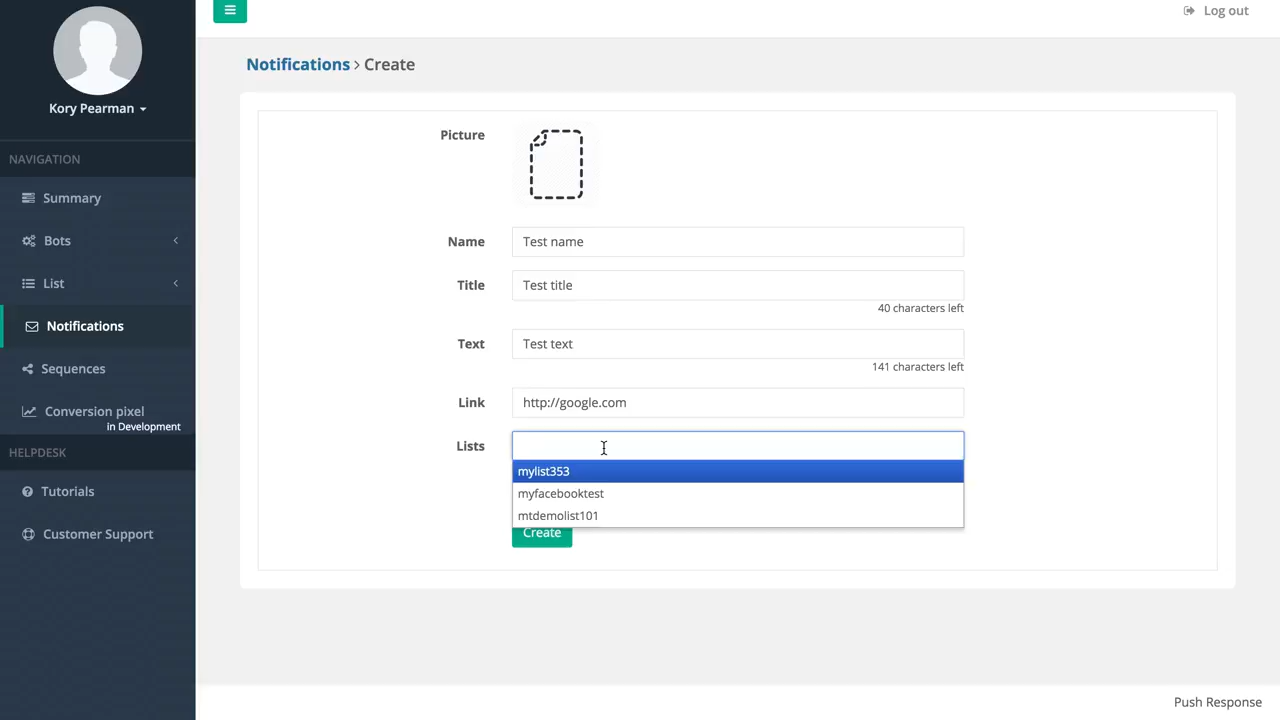 Kory Pearman
NAVIGATION
Summary
Bots
List
Notifications
Sequences
Conversion pixel
in Development
HELPDESK
Tutorials
Customer Support
Log out
Notifications > Create
Picture
Name
Test name
Title
Test title
40 characters left
Text
Test text
141 characters left
Link
http://google.com
Lists
mylist353
myfacebooktest
mtdemolist101
Create
Push Response